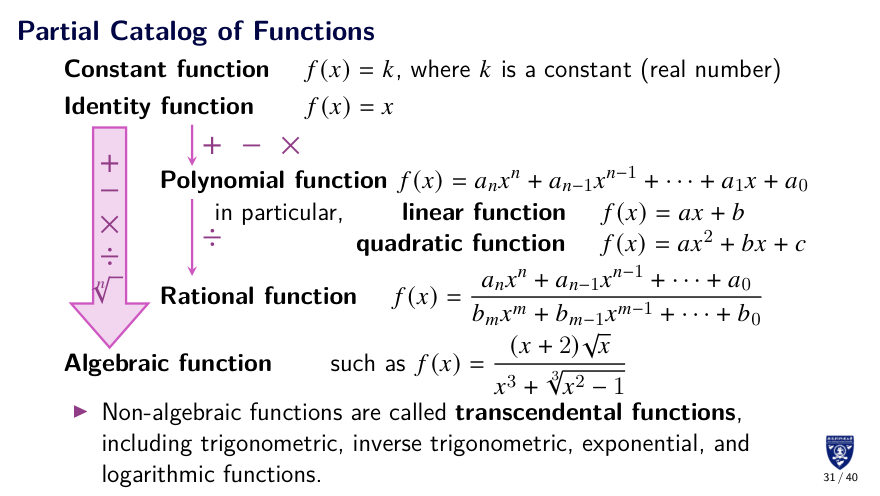 Partial Catalog of Functions
Constant function f(x) = k, where k is a constant (real number)
Identity function f(x) = x
+ − ×
+
−
×
÷
ⁿ√
Polynomial function f(x) = aₙxⁿ + aₙ₋₁xⁿ⁻¹ + · · · + a₁x + a₀
in particular, linear function f(x) = ax + b
÷
quadratic function f(x) = ax² + bx + c
Rational function f(x) = (aₙxⁿ + aₙ₋₁xⁿ⁻¹ + · · · + a₀) / (bₘxᵐ + bₘ₋₁xᵐ⁻¹ + · · · + b₀)
Algebraic function such as f(x) = (x + 2)√x / (x³ + ³√(x² − 1))
▶ Non-algebraic functions are called transcendental functions,
including trigonometric, inverse trigonometric, exponential, and
logarithmic functions.
31 / 40